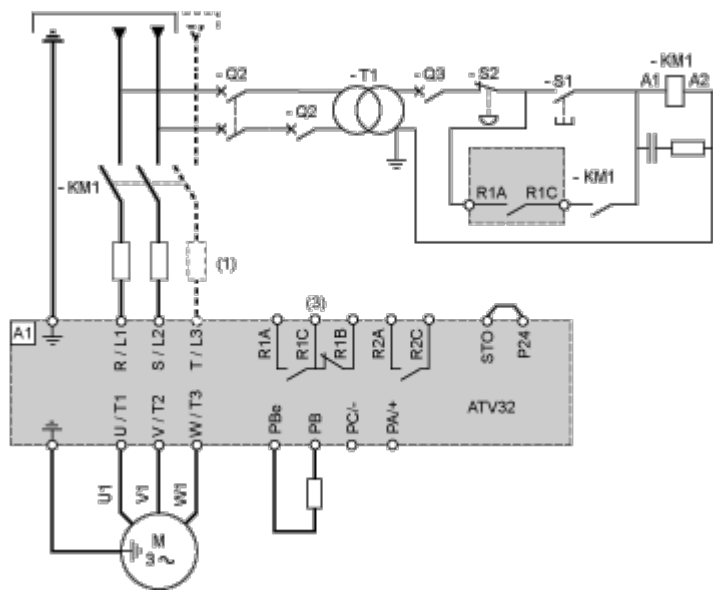 - Q2
- T1
- Q3
- S2
- S1
- KM1
A1
A2
- Q2
- KM1
- KM1
R1A
R1C
(1)
(3)
A1
R / L1
S / L2
T / L3
R1A
R1C
R1B
R2A
R2C
STO
P24
ATV32
U / T1
V / T2
W / T3
PBe
PB
PC/-
PA/+
U1
V1
W1
M
3 ~